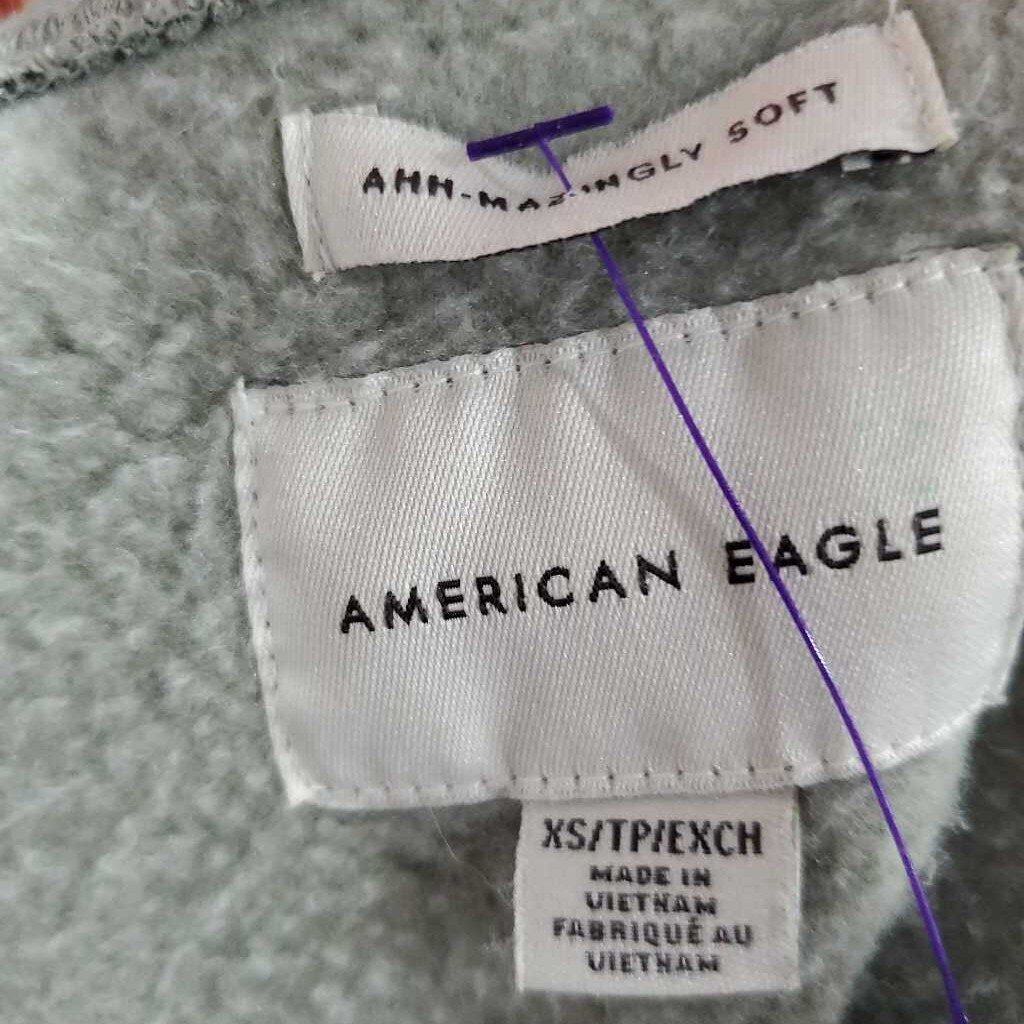 AHH-MAZINGLY SOFT
AMERICAN EAGLE
XS/TP/EXCH
MADE IN
VIETNAM
FABRIQUÉ AU
VIETNAM